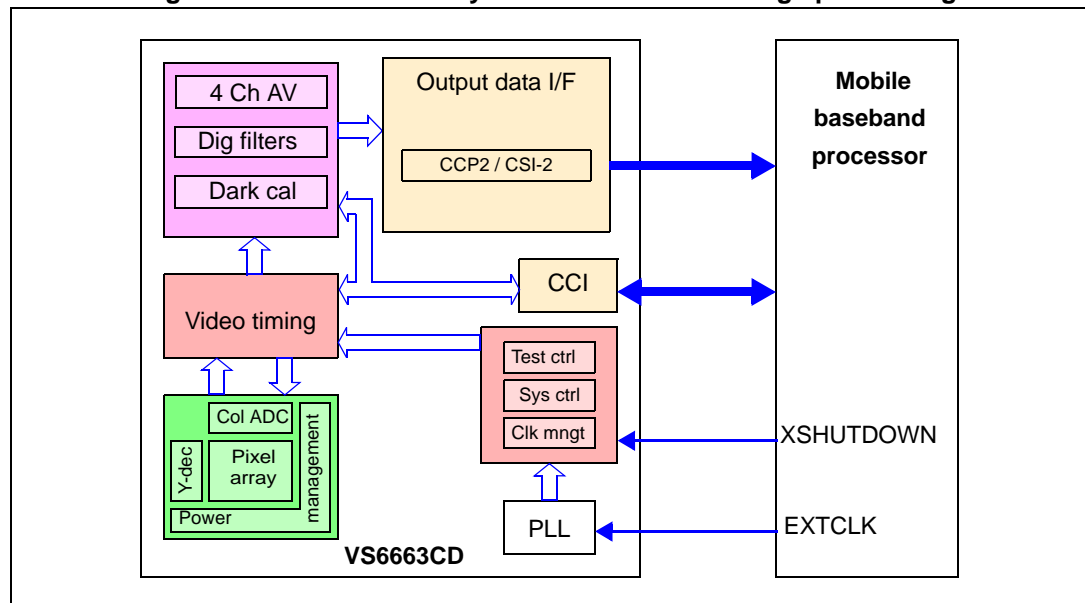 4 Ch AV
Dig filters
Dark cal
Output data I/F
CCP2 / CSI-2
Mobile
baseband
processor
CCI
Video timing
Test ctrl
Sys ctrl
Clk mngt
Col ADC
Y-dec
Pixel
array
management
Power
XSHUTDOWN
PLL
EXTCLK
VS6663CD